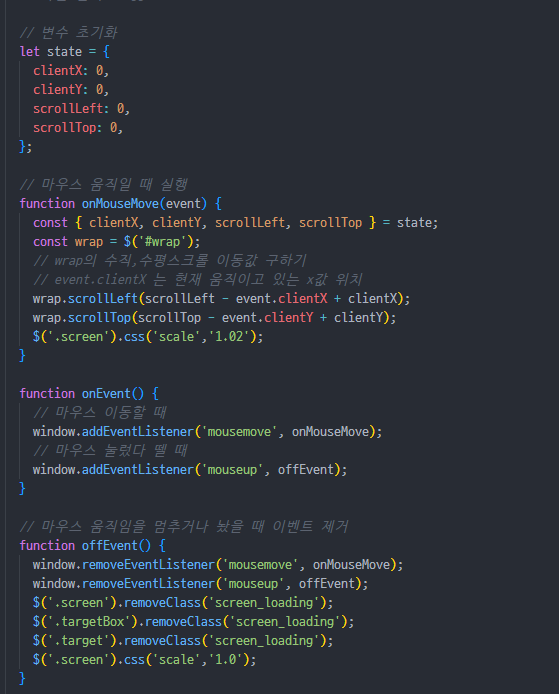 // 변수 초기화
let state = {
  clientX: 0,
  clientY: 0,
  scrollLeft: 0,
  scrollTop: 0,
};
// 마우스 움직일 때 실행
function onMouseMove(event) {
  const { clientX, clientY, scrollLeft, scrollTop } = state;
  const wrap = $('#wrap');
  // wrap의 수직,수평스크롤 이동값 구하기
  // event.clientX 는 현재 움직이고 있는 x값 위치
  wrap.scrollLeft(scrollLeft - event.clientX + clientX);
  wrap.scrollTop(scrollTop - event.clientY + clientY);
  $('.screen').css('scale','1.02');
}
function onEvent() {
  // 마우스 이동할 때
  window.addEventListener('mousemove', onMouseMove);
  // 마우스 눌렀다 뗄 때
  window.addEventListener('mouseup', offEvent);
}
// 마우스 움직임을 멈추거나 놨을 때 이벤트 제거
function offEvent() {
  window.removeEventListener('mousemove', onMouseMove);
  window.removeEventListener('mouseup', offEvent);
  $('.screen').removeClass('screen_loading');
  $('.targetBox').removeClass('screen_loading');
  $('.target').removeClass('screen_loading');
  $('.screen').css('scale','1.0');
}